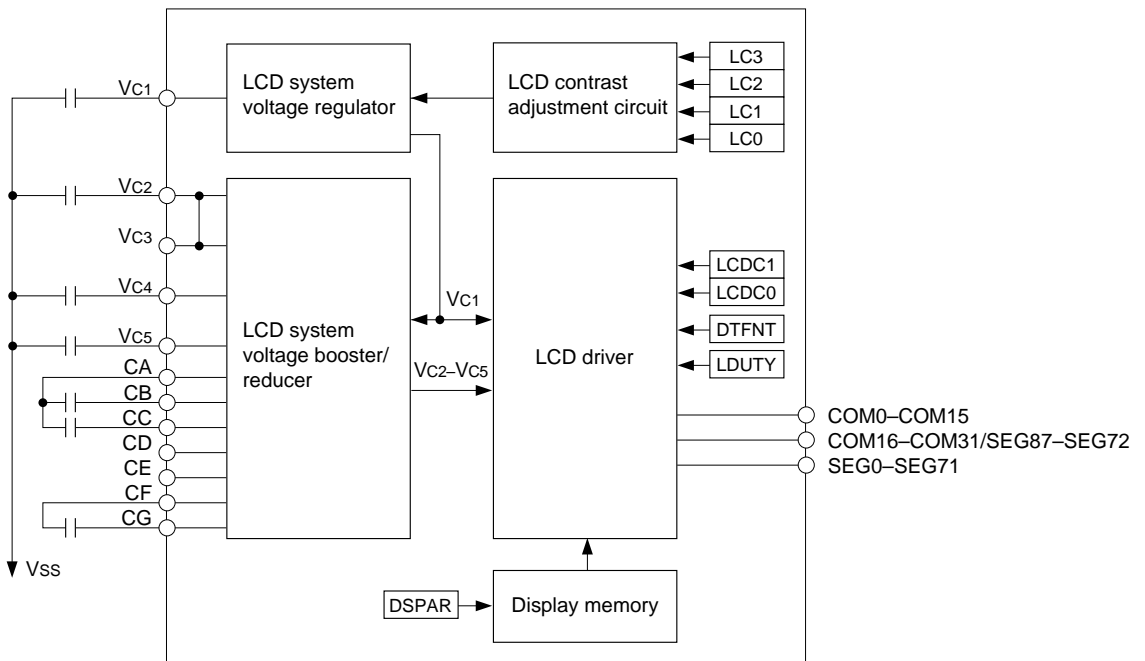 LCD system
voltage regulator
LCD contrast
adjustment circuit
LC3
LC2
LC1
LC0
VC1
VC2
VC3
VC4
VC5
CA
CB
CC
CD
CE
CF
CG
VSS
LCD system
voltage booster/
reducer
VC1
VC2–VC5
LCD driver
LCDC1
LCDC0
DTFNT
LDUTY
COM0–COM15
COM16–COM31/SEG87–SEG72
SEG0–SEG71
DSPAR
Display memory